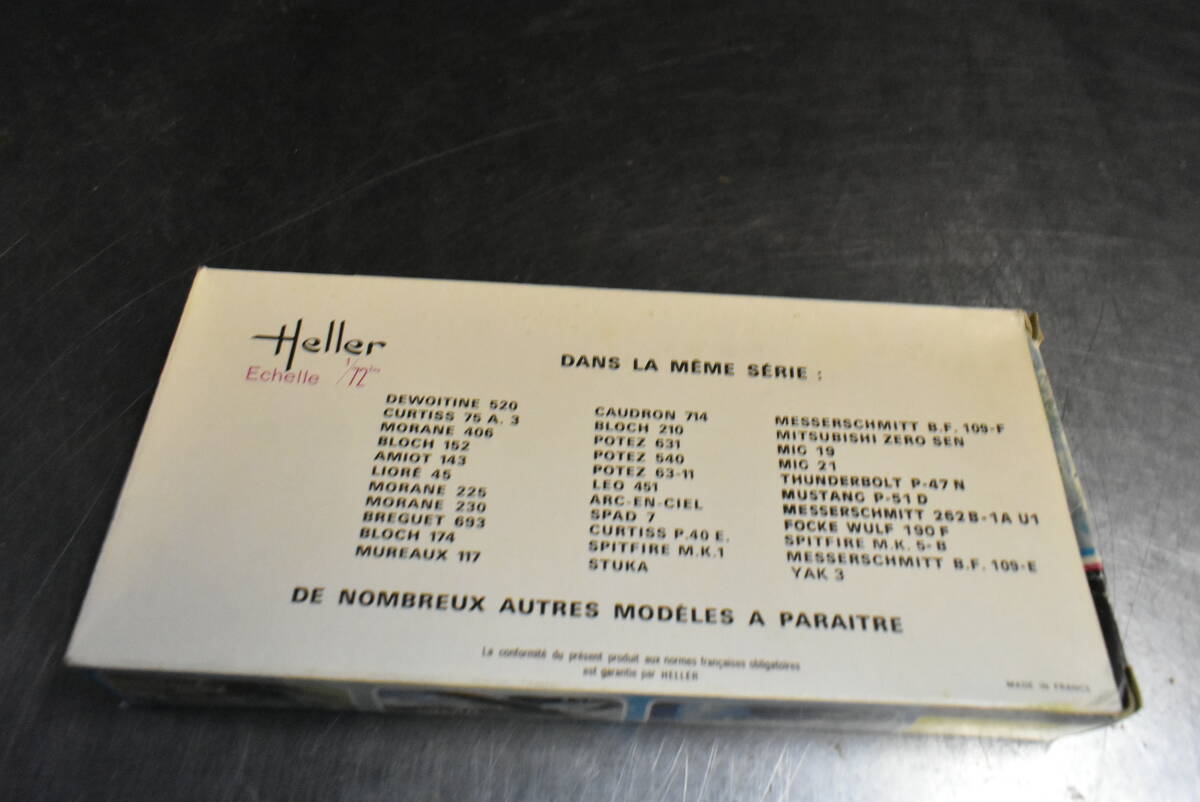 Heller
Echelle 1/72ème
DANS LA MÊME SÉRIE :
DEWOITINE 520
CURTISS 75 A. 3
MORANE 406
BLOCH 152
AMIOT 143
LIORÉ 45
MORANE 225
MORANE 230
BREGUET 693
BLOCH 174
MUREAUX 117
CAUDRON 714
BLOCH 210
POTEZ 631
POTEZ 540
POTEZ 63-11
LEO 451
ARC-EN-CIEL
SPAD 7
CURTISS P.40 E.
SPITFIRE M.K.1
STUKA
MESSERSCHMITT B.F. 109-F
MITSUBISHI ZERO SEN
MIG 19
MIG 21
THUNDERBOLT P-47 N
MUSTANG P-51 D
MESSERSCHMITT 262 B-1A U1
FOCKE WULF 190 F
SPITFIRE M.K. 5-B
MESSERSCHMITT B.F. 109-E
YAK 3
DE NOMBREUX AUTRES MODÈLES A PARAITRE
La conformité du présent produit aux normes françaises obligatoires
est garantie par HELLER
MADE IN FRANCE